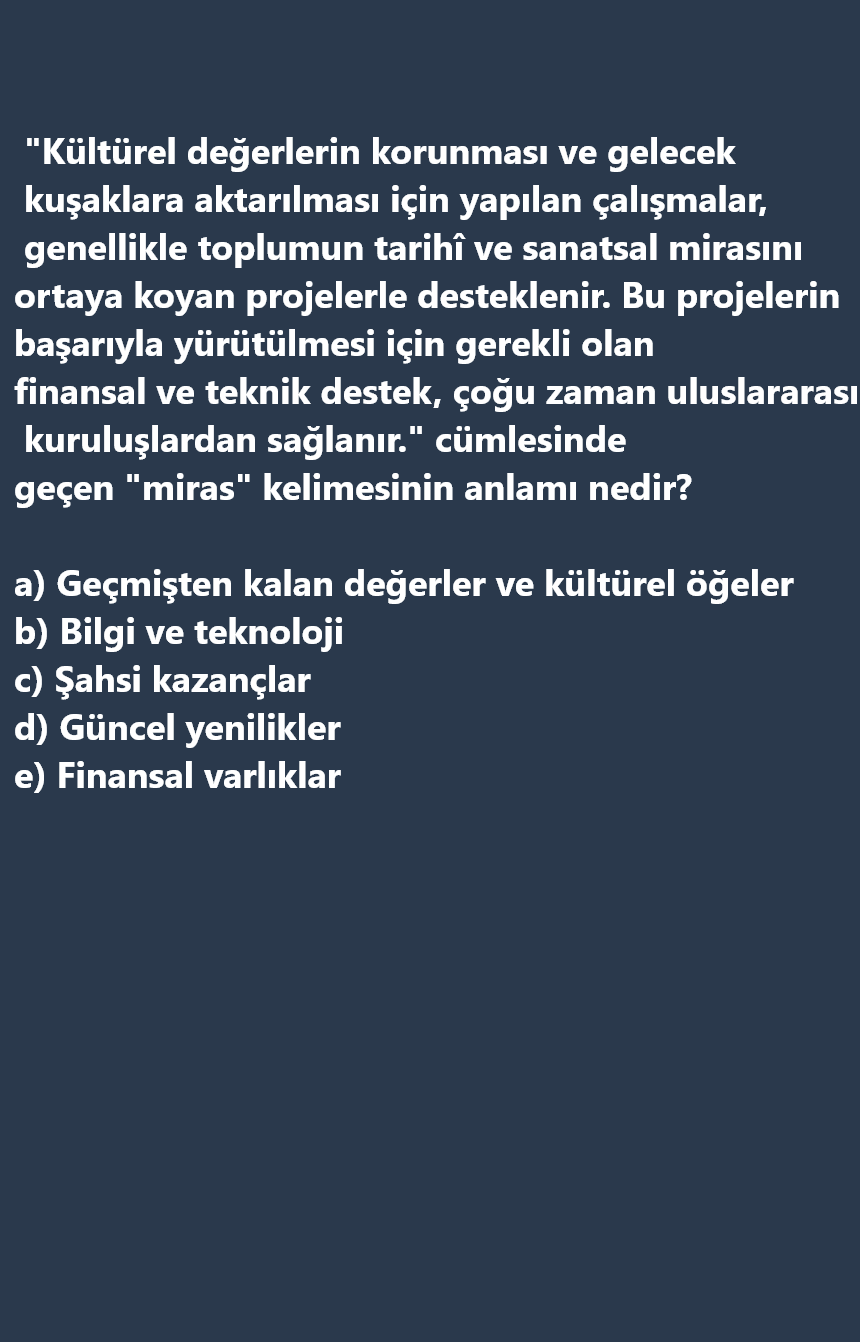 "Kültürel değerlerin korunması ve gelecek
kuşaklara aktarılması için yapılan çalışmalar,
genellikle toplumun tarihî ve sanatsal mirasını
ortaya koyan projelerle desteklenir. Bu projelerin
başarıyla yürütülmesi için gerekli olan
finansal ve teknik destek, çoğu zaman uluslararası
kuruluşlardan sağlanır." cümlesinde
geçen "miras" kelimesinin anlamı nedir?
a) Geçmişten kalan değerler ve kültürel öğeler
b) Bilgi ve teknoloji
c) Şahsi kazançlar
d) Güncel yenilikler
e) Finansal varlıklar